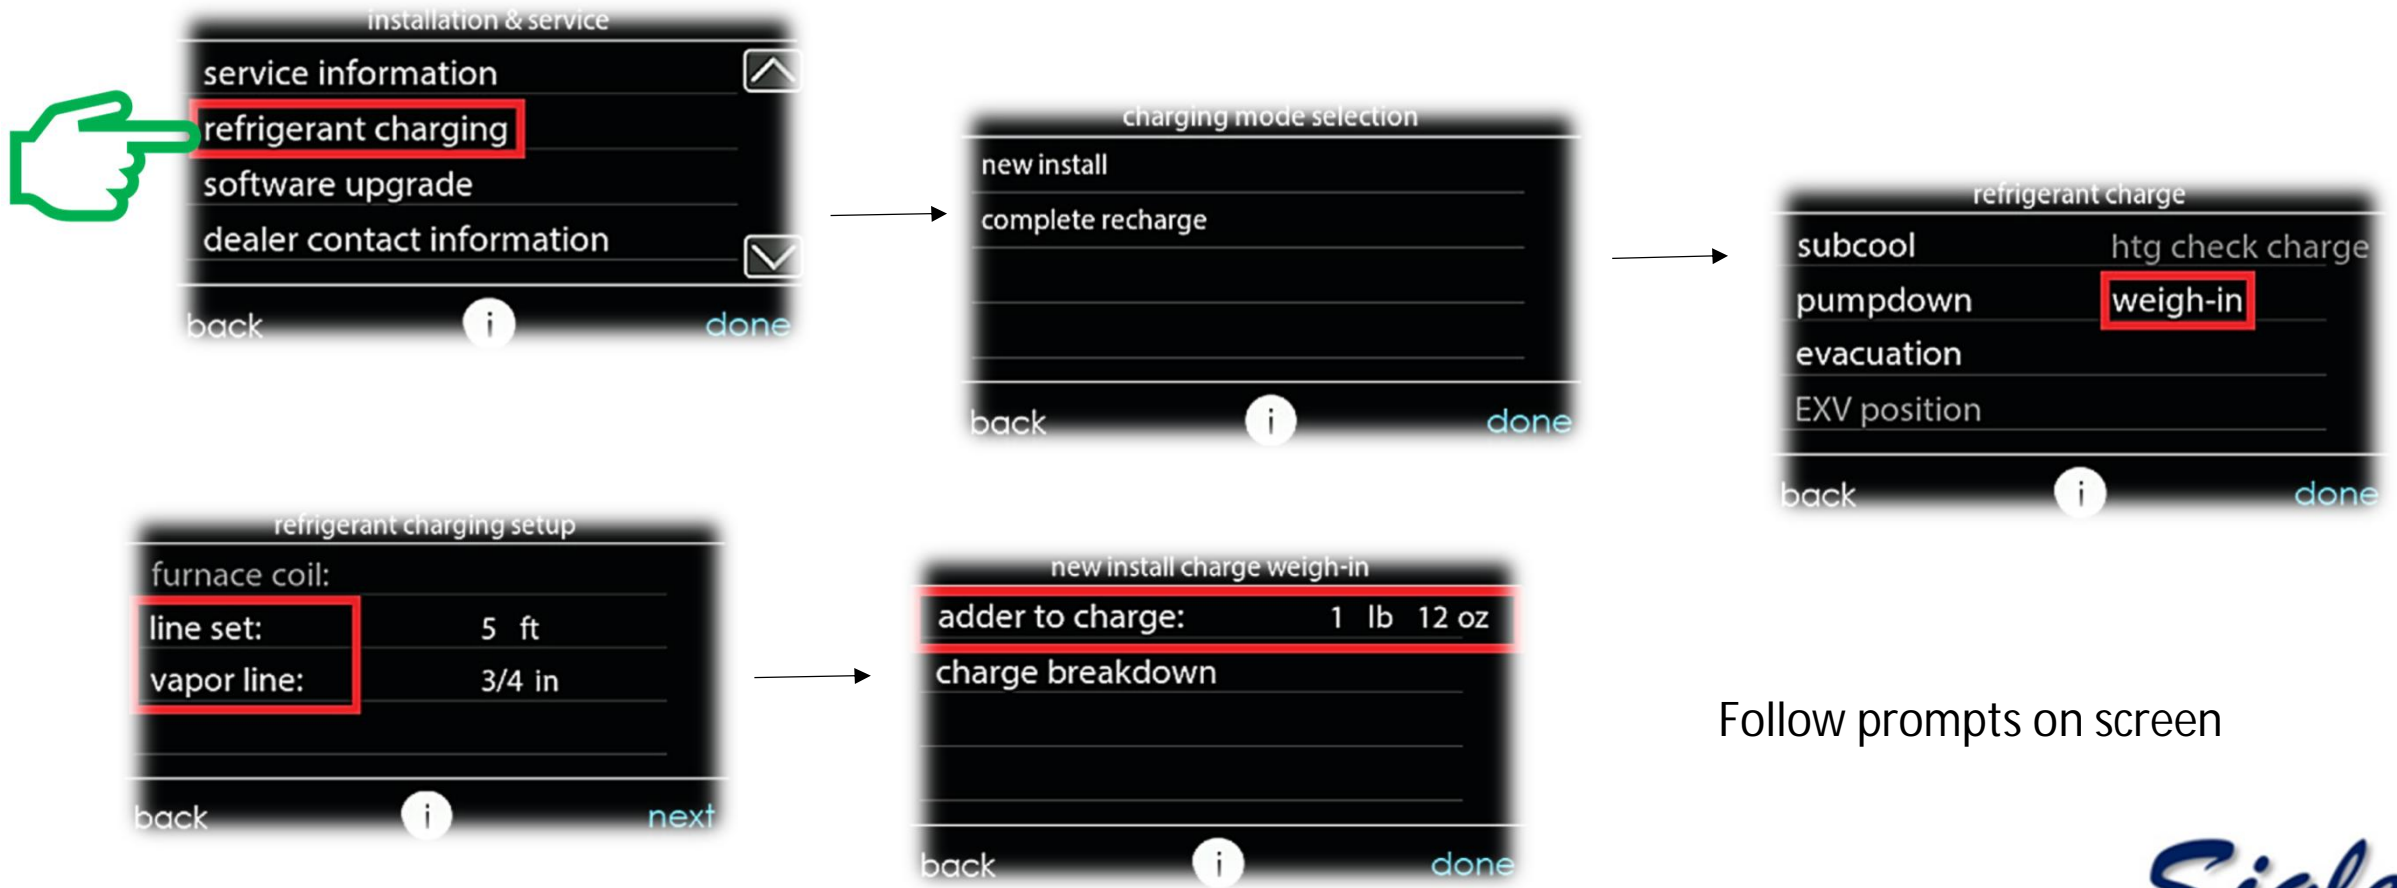 installation & service
service information
refrigerant charging
software upgrade
dealer contact information
back i done
charging mode selection
new install
complete recharge
back i done
refrigerant charge
subcool htg check charge
pumpdown weigh-in
evacuation
EXV position
back i done
refrigerant charging setup
furnace coil:
line set: 5 ft
vapor line: 3/4 in
back i next
new install charge weigh-in
adder to charge: 1 lb 12 oz
charge breakdown
back i done
Follow prompts on screen